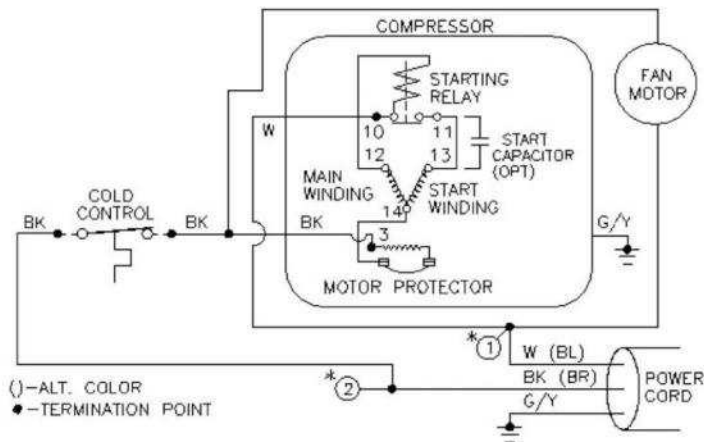 COMPRESSOR
STARTING
RELAY
FAN
MOTOR
W
10
11
START
CAPACITOR
(OPT)
12
13
MAIN
WINDING
START
WINDING
14
COLD
CONTROL
BK
BK
BK
3
G/Y
MOTOR PROTECTOR
*1
W (BL)
*2
BK (BR)
POWER
CORD
G/Y
()-ALT. COLOR
●-TERMINATION POINT